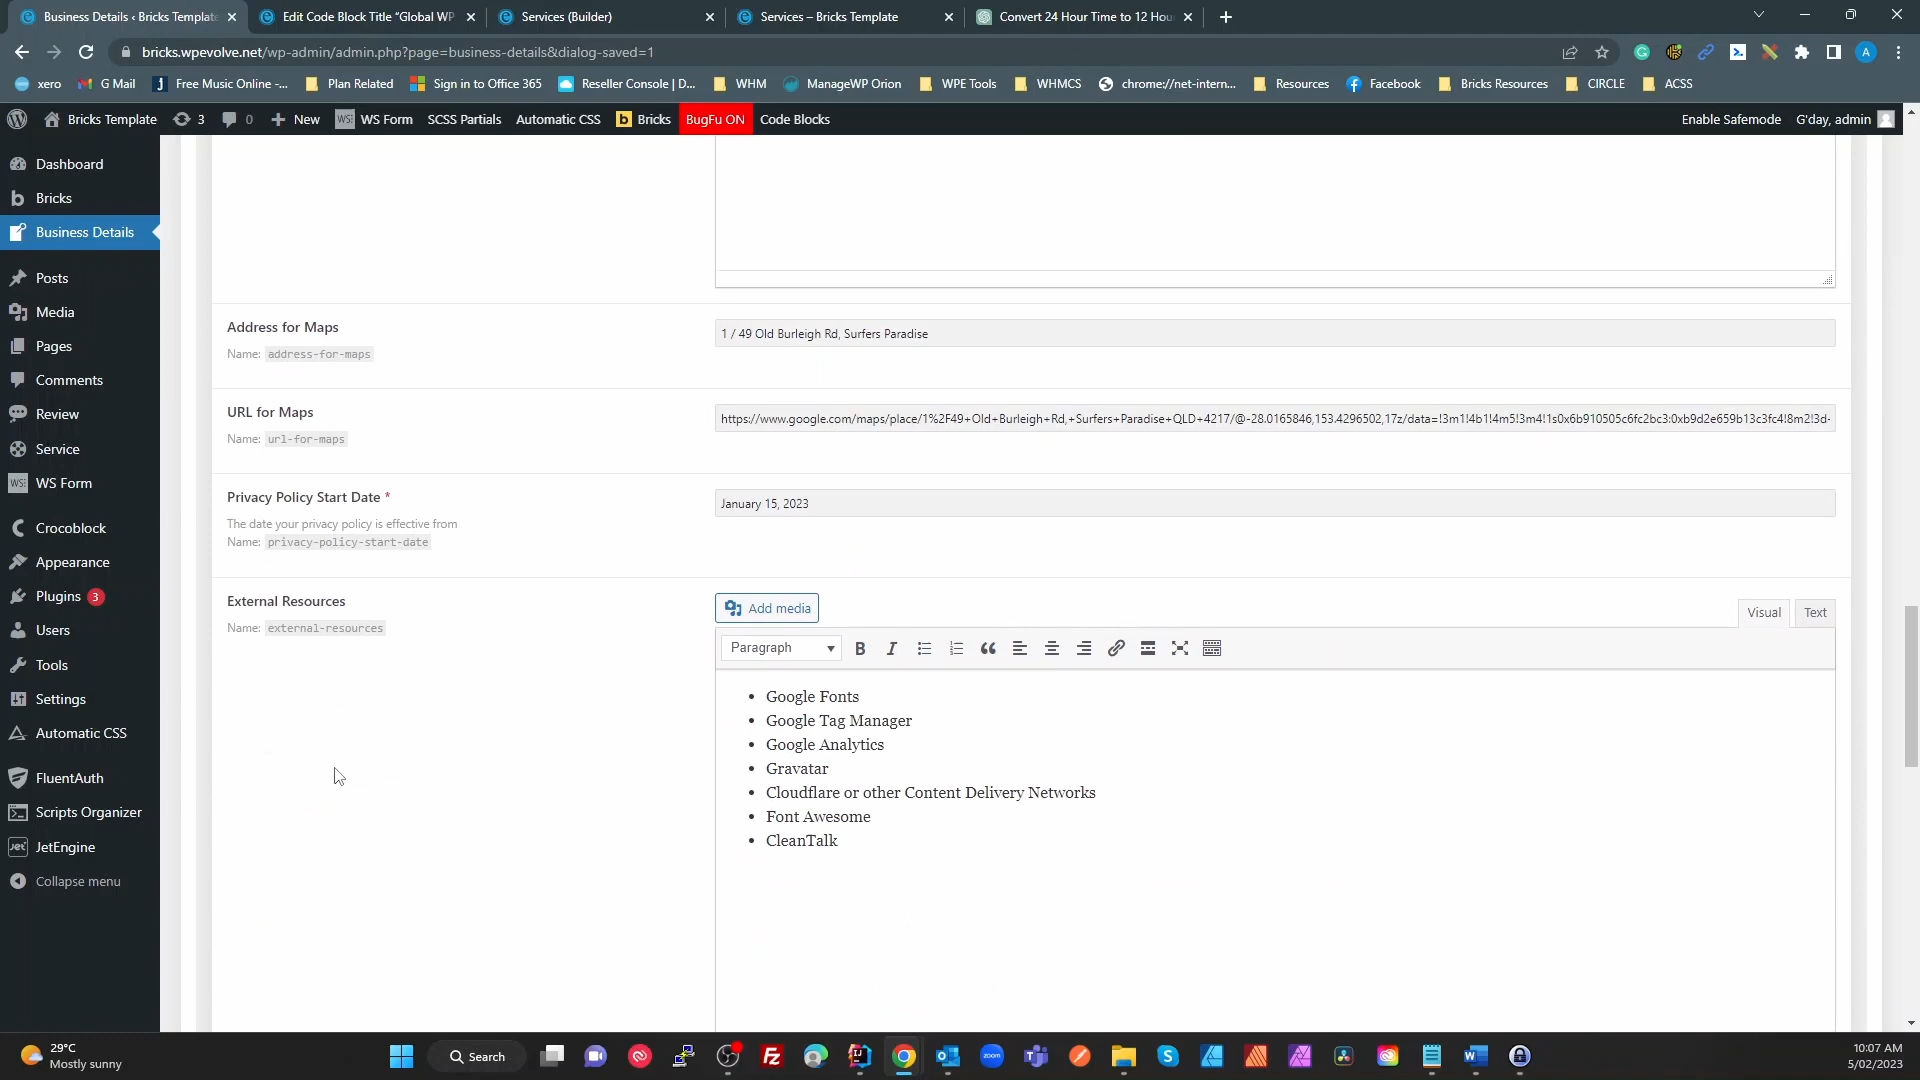 Business Details ‹ Bricks Template
Edit Code Block Title “Global WP
Services (Builder)
Services – Bricks Template
Convert 24 Hour Time to 12 Hou
bricks.wpevolve.net/wp-admin/admin.php?page=business-details&dialog-saved=1
xero
G Mail
Free Music Online -...
Plan Related
Sign in to Office 365
Reseller Console | D...
WHM
ManageWP Orion
WPE Tools
WHMCS
chrome://net-intern...
Resources
Facebook
Bricks Resources
CIRCLE
ACSS
Bricks Template
3
0
New
WS Form
SCSS Partials
Automatic CSS
Bricks
BugFu ON
Code Blocks
Enable Safemode
G'day, admin
Dashboard
Bricks
Business Details
Posts
Media
Pages
Comments
Review
Service
WS Form
Crocoblock
Appearance
Plugins 3
Users
Tools
Settings
Automatic CSS
FluentAuth
Scripts Organizer
JetEngine
Collapse menu
Address for Maps
Name: address-for-maps
1 / 49 Old Burleigh Rd, Surfers Paradise
URL for Maps
Name: url-for-maps
https://www.google.com/maps/place/1%2F49+Old+Burleigh+Rd,+Surfers+Paradise+QLD+4217/@-28.0165846,153.4296502,17z/data=!3m1!4b1!4m5!3m4!1s0x6b910505c6fc2bc3:0xb9d2e659b13c3fc4!8m2!3d-
Privacy Policy Start Date *
The date your privacy policy is effective from
Name: privacy-policy-start-date
January 15, 2023
External Resources
Name: external-resources
Add media
Visual
Text
Paragraph
B
I
• Google Fonts
• Google Tag Manager
• Google Analytics
• Gravatar
• Cloudflare or other Content Delivery Networks
• Font Awesome
• CleanTalk
29°C
Mostly sunny
Search
10:07 AM
5/02/2023